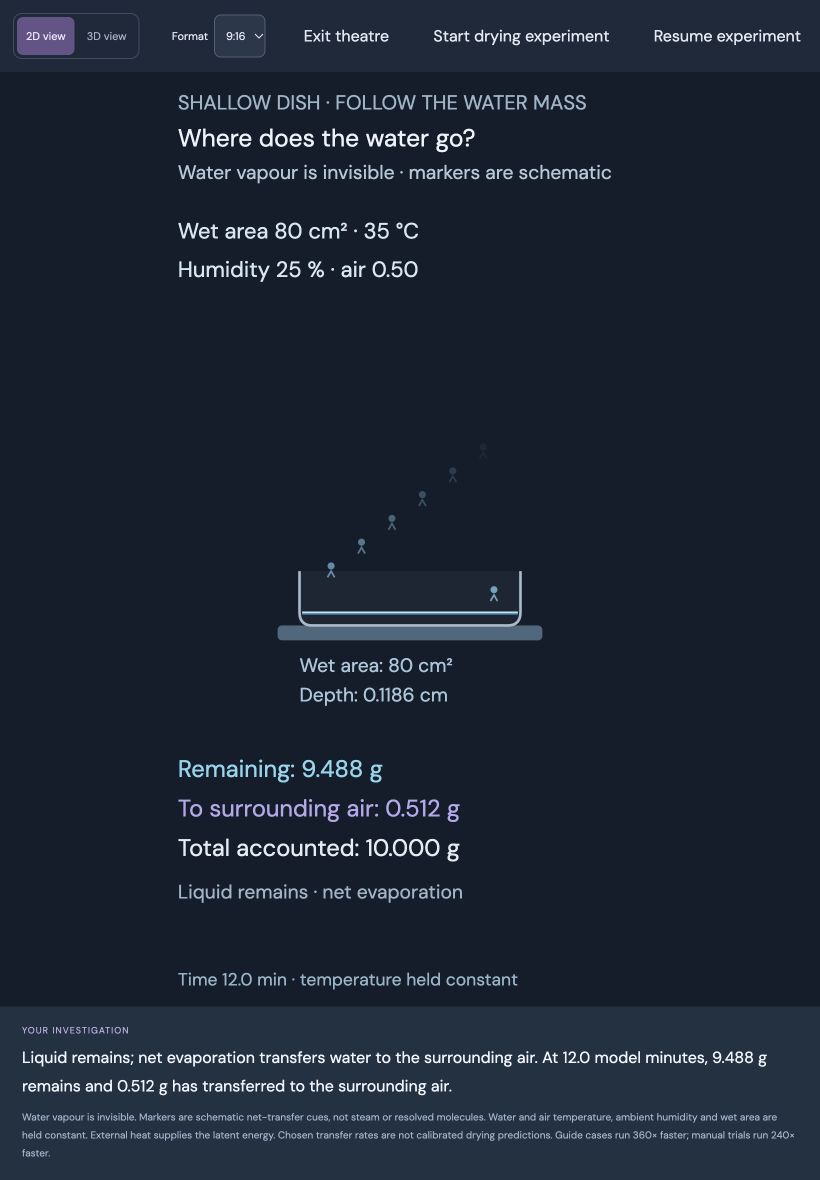 2D view
3D view
Format
9:16
Exit theatre
Start drying experiment
Resume experiment
SHALLOW DISH · FOLLOW THE WATER MASS
Where does the water go?
Water vapour is invisible · markers are schematic
Wet area 80 cm² · 35 °C
Humidity 25 % · air 0.50
Wet area: 80 cm²
Depth: 0.1186 cm
Remaining: 9.488 g
To surrounding air: 0.512 g
Total accounted: 10.000 g
Liquid remains · net evaporation
Time 12.0 min · temperature held constant
YOUR INVESTIGATION
Liquid remains; net evaporation transfers water to the surrounding air. At 12.0 model minutes, 9.488 g
remains and 0.512 g has transferred to the surrounding air.
Water vapour is invisible. Markers are schematic net-transfer cues, not steam or resolved molecules. Water and air temperature, ambient humidity and wet area are
held constant. External heat supplies the latent energy. Chosen transfer rates are not calibrated drying predictions. Guide cases run 360× faster; manual trials run 240×
faster.